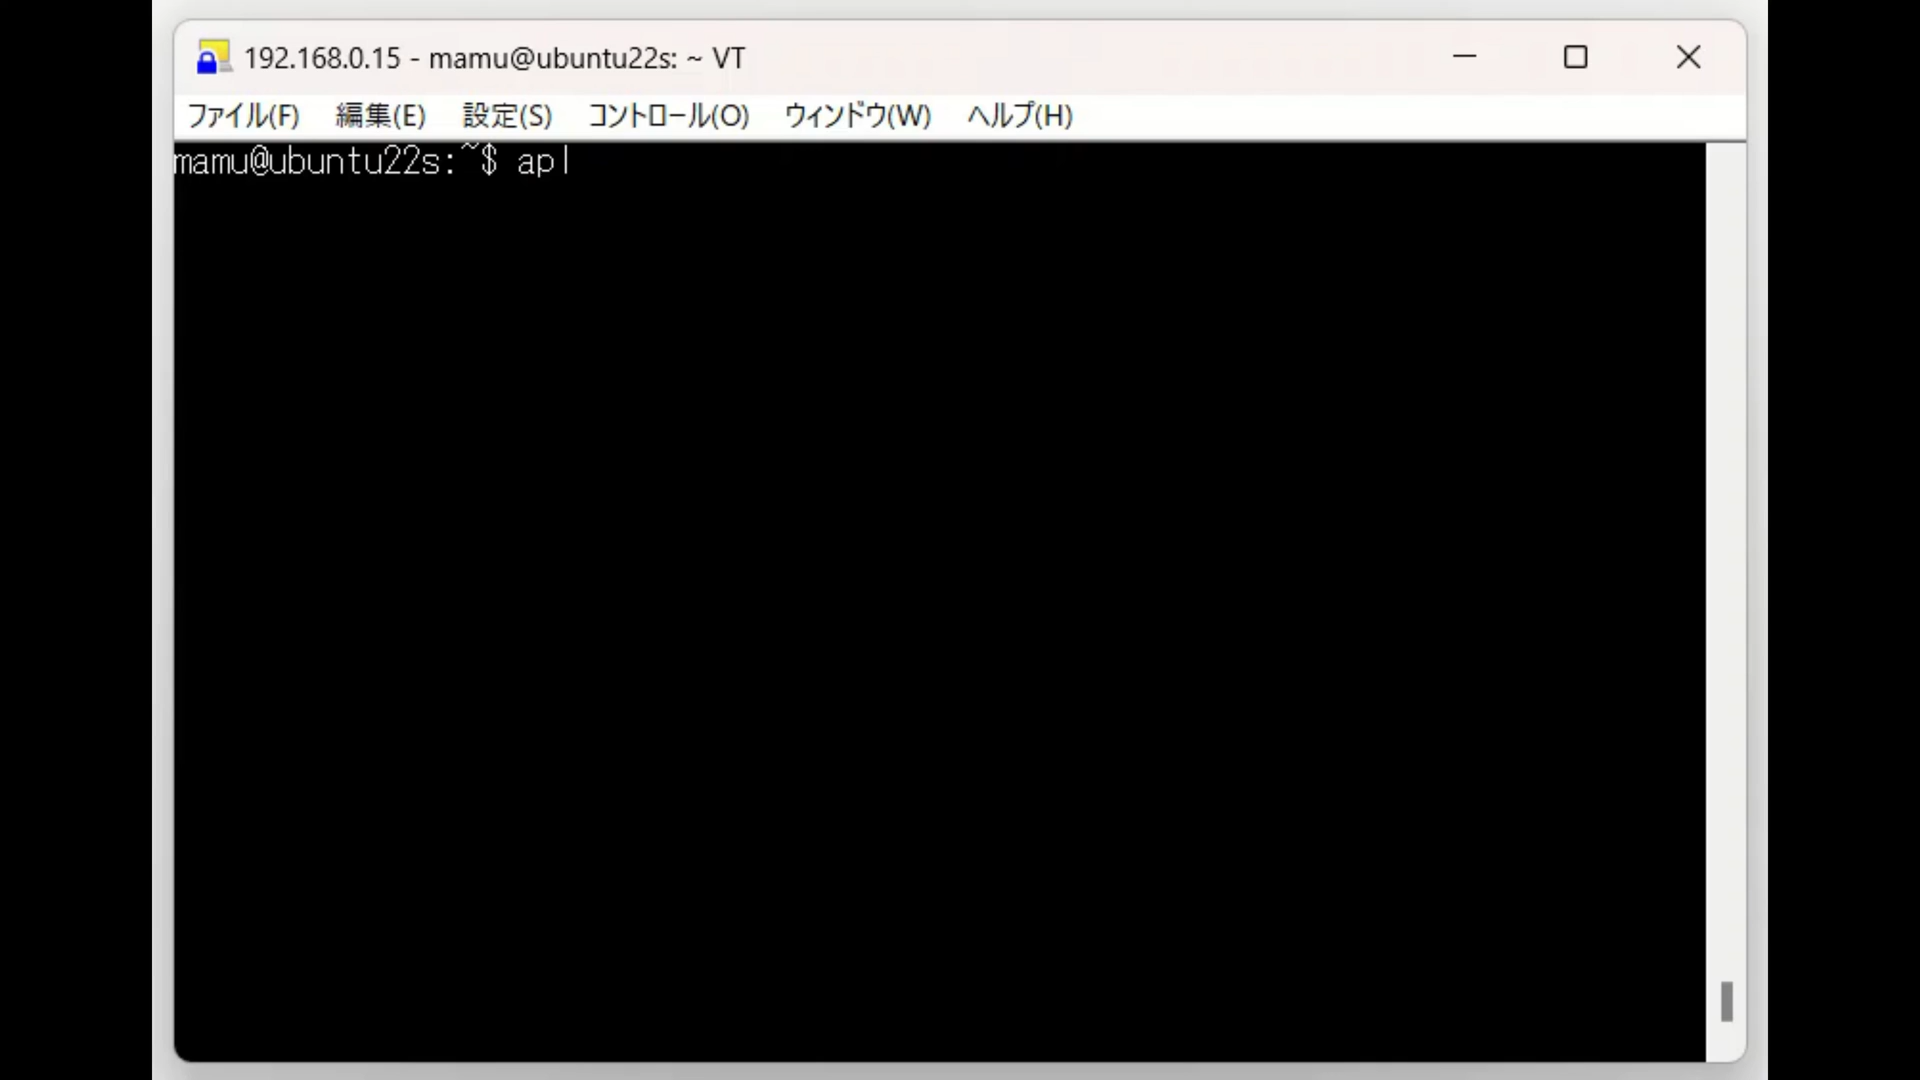 192.168.0.15 - mamu@ubuntu22s: ~ VT
ファイル(F) 編集(E) 設定(S) コントロール(O) ウィンドウ(W) ヘルプ(H)
mamu@ubuntu22s:~$ ap